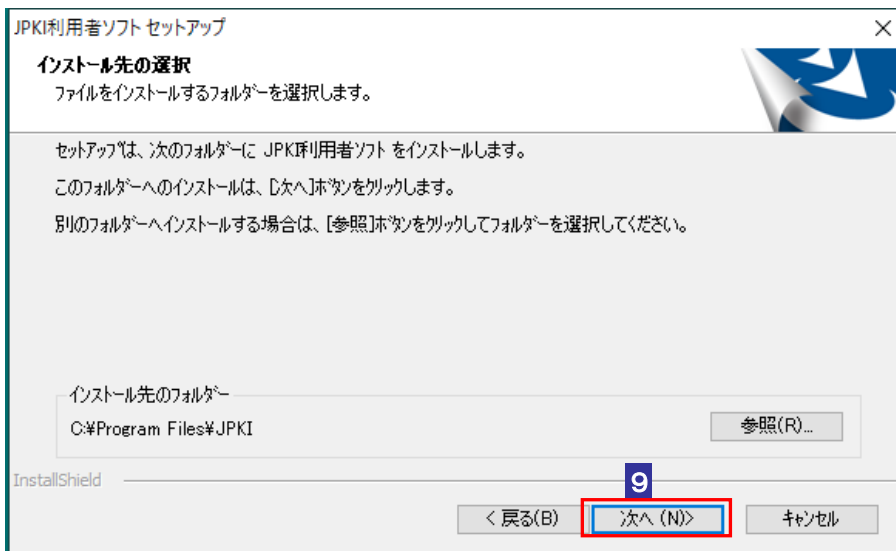 JPKI利用者ソフト セットアップ
インストール先の選択
ファイルをインストールするフォルダーを選択します。
セットアップは、次のフォルダーに JPKI利用者ソフト をインストールします。
このフォルダーへのインストールは、[次へ]ボタンをクリックします。
別のフォルダーへインストールする場合は、[参照]ボタンをクリックしてフォルダーを選択してください。
インストール先のフォルダー
C:¥Program Files¥JPKI
参照(R)...
InstallShield
9
< 戻る(B)
次へ (N)>
キャンセル